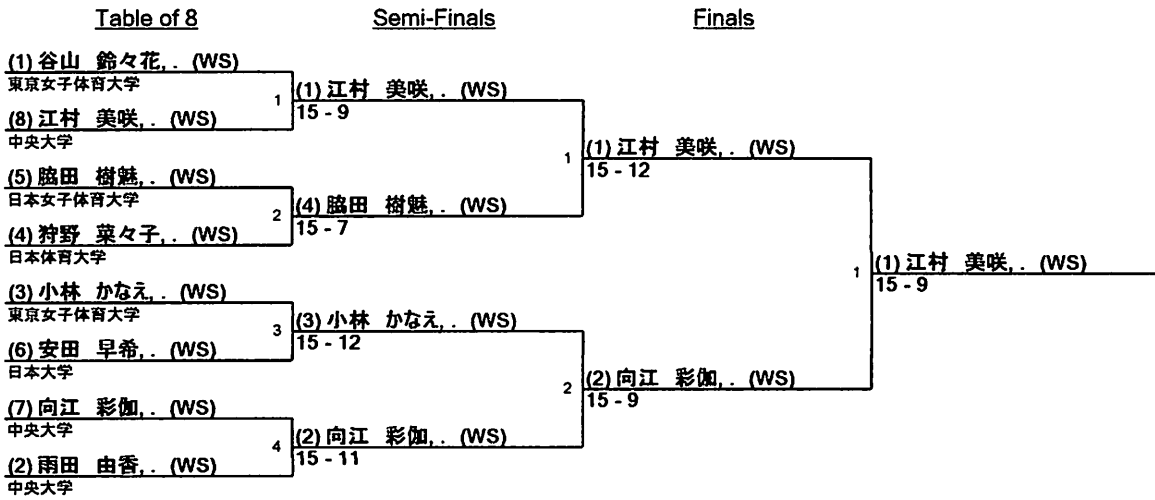 Table of 8
Semi-Finals
Finals
(1) 谷山 鈴々花, . (WS)
東京女子体育大学
1
(8) 江村 美咲, . (WS)
中央大学
(5) 脇田 樹魅, . (WS)
日本女子体育大学
2
(4) 狩野 菜々子, . (WS)
日本体育大学
(3) 小林 かなえ, . (WS)
東京女子体育大学
3
(6) 安田 早希, . (WS)
日本大学
(7) 向江 彩伽, . (WS)
中央大学
4
(2) 雨田 由香, . (WS)
中央大学
(1) 江村 美咲, . (WS)
15 - 9
1
(4) 脇田 樹魅, . (WS)
15 - 7
(3) 小林 かなえ, . (WS)
15 - 12
2
(2) 向江 彩伽, . (WS)
15 - 11
(1) 江村 美咲, . (WS)
15 - 12
1
(2) 向江 彩伽, . (WS)
15 - 9
(1) 江村 美咲, . (WS)
15 - 9